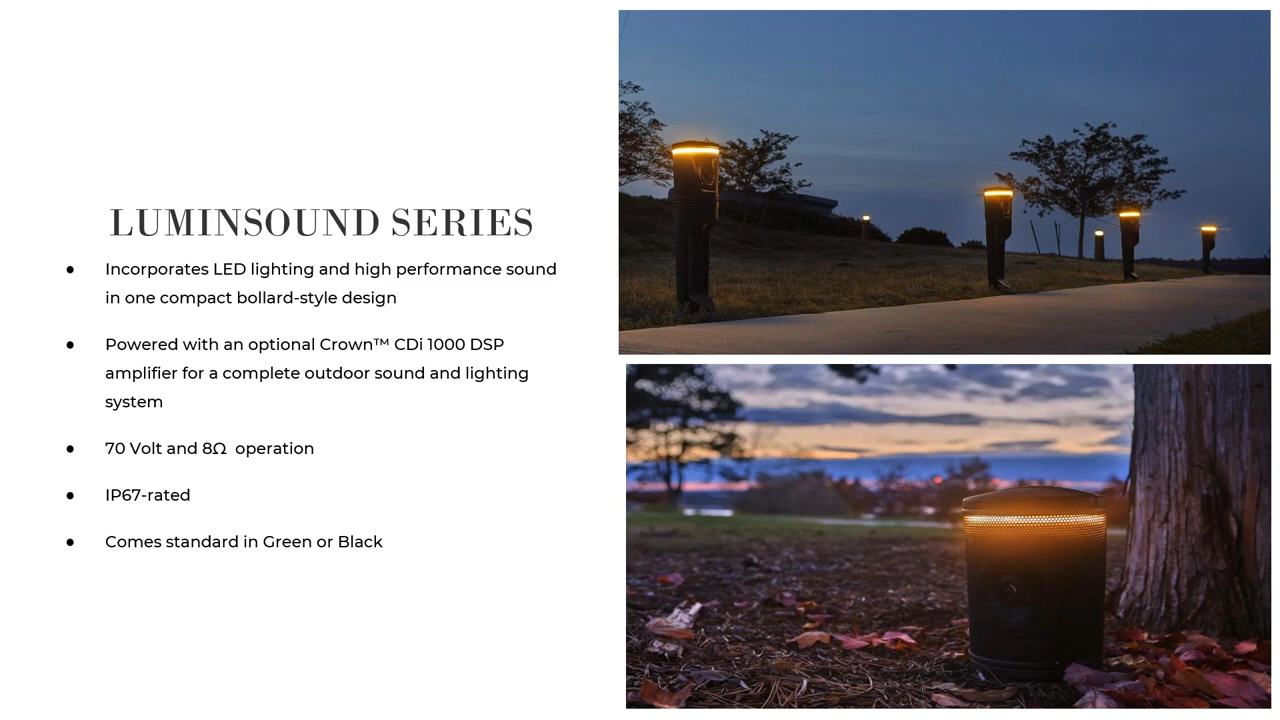 LUMINSOUND SERIES
● Incorporates LED lighting and high performance sound
in one compact bollard-style design
● Powered with an optional Crown™ CDi 1000 DSP
amplifier for a complete outdoor sound and lighting
system
● 70 Volt and 8Ω  operation
● IP67-rated
● Comes standard in Green or Black